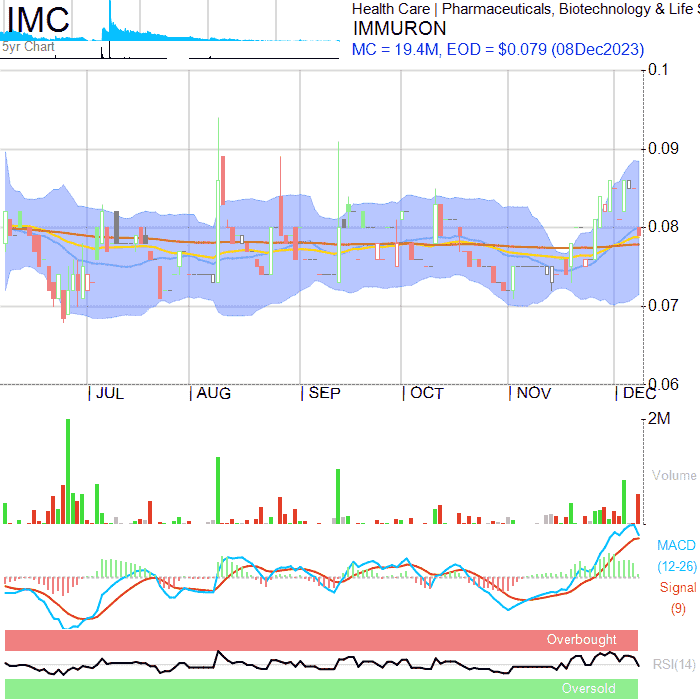 IMC
5yr Chart
Health Care | Pharmaceuticals, Biotechnology & Life S
IMMURON
MC = 19.4M, EOD = $0.079 (08Dec2023)
0.1
0.09
0.08
0.07
0.06
JUL AUG SEP OCT NOV DEC
2M
Volume
MACD
(12-26)
Signal
(9)
Overbought
RSI(14)
Oversold